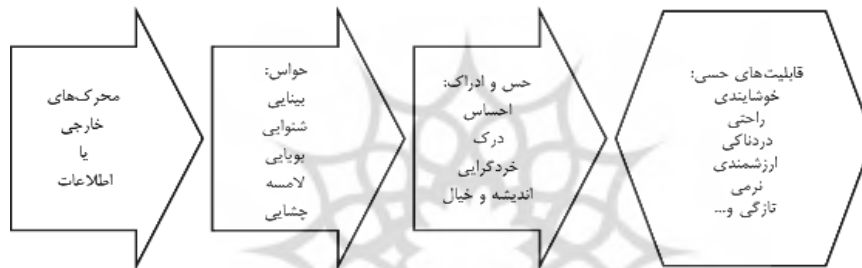 محرک‌های
خارجی
یا
اطلاعات
حواس:
بینایی
شنوایی
بویایی
لامسه
چشایی
حس و ادراک:
احساس
درک
خردگرایی
اندیشه و خیال
قابلیت‌های حسی:
خوشایندی
راحتی
دردناکی
ارزشمندی
نرمی
تازگی و...